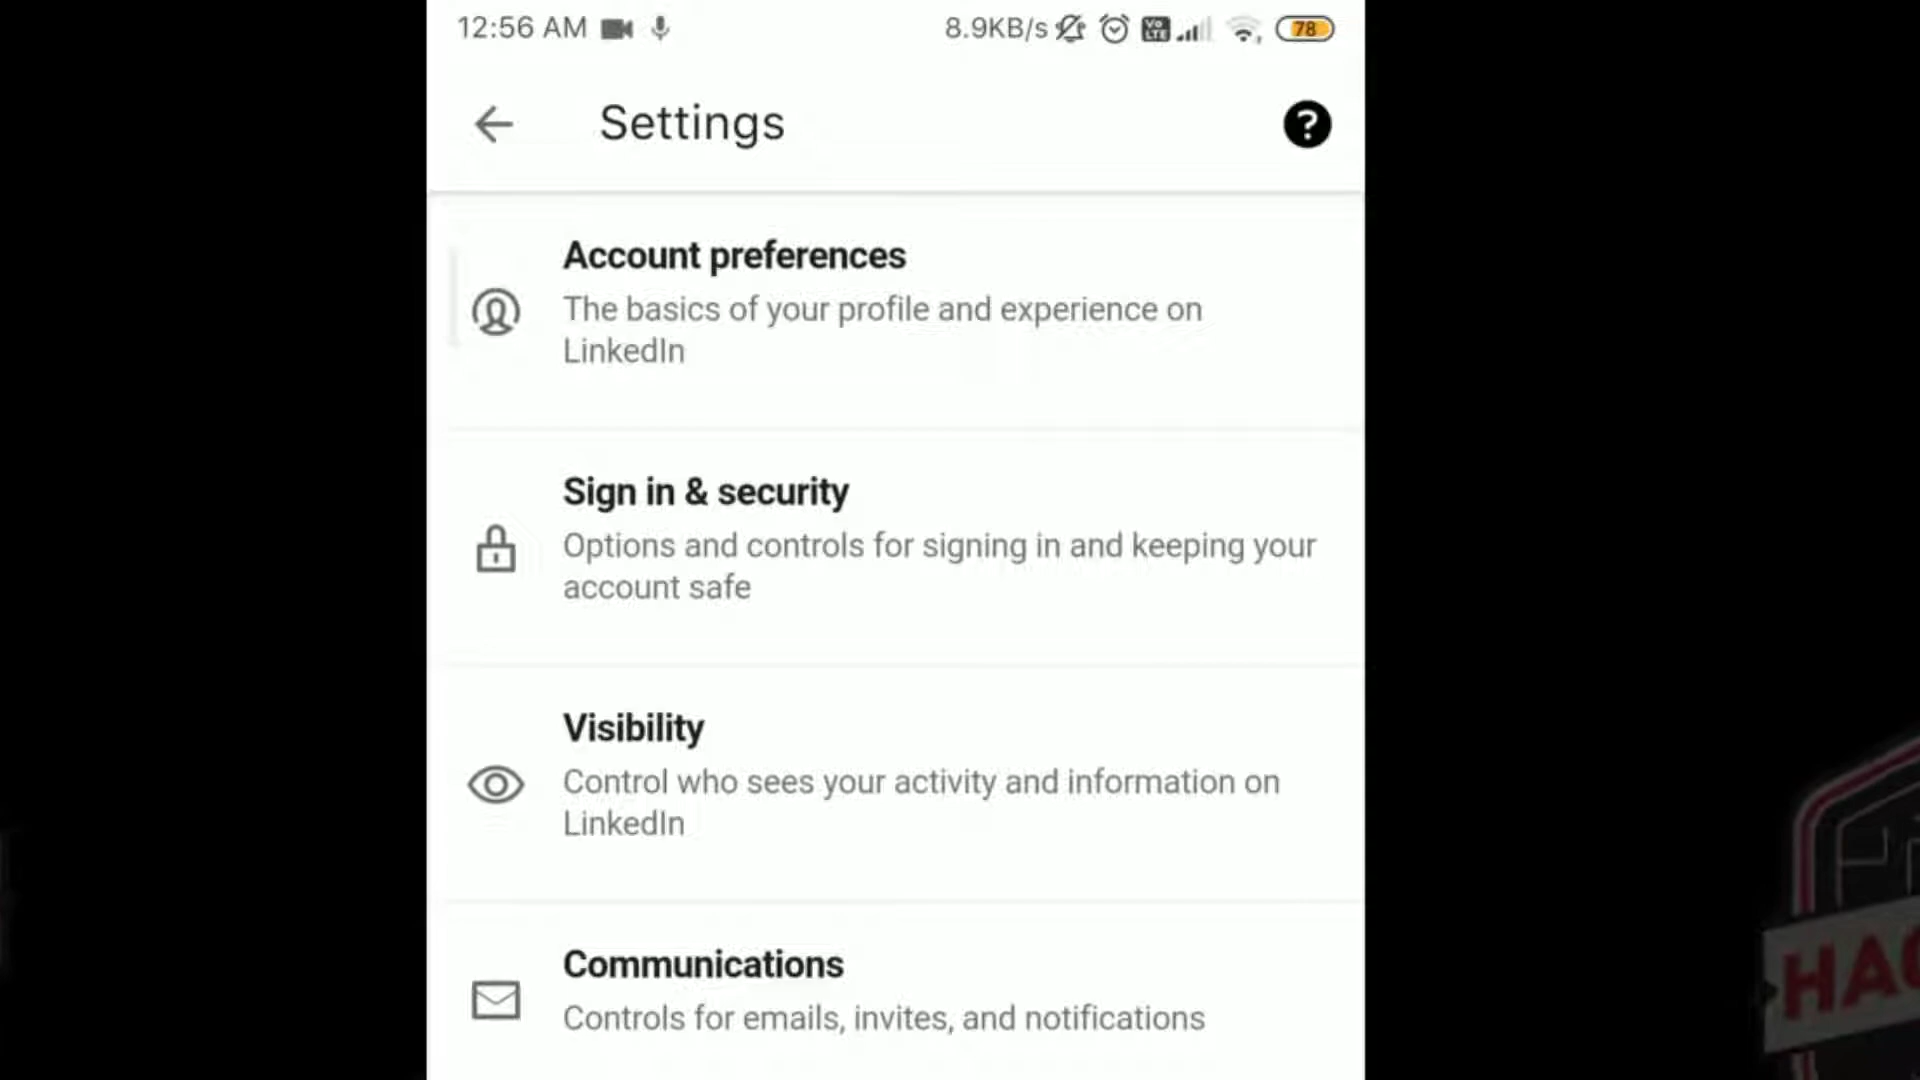 12:56 AM 8.9KB/s Vo LTE 78
Settings ?
Account preferences
The basics of your profile and experience on
LinkedIn
Sign in & security
Options and controls for signing in and keeping your
account safe
Visibility
Control who sees your activity and information on
LinkedIn
Communications
Controls for emails, invites, and notifications